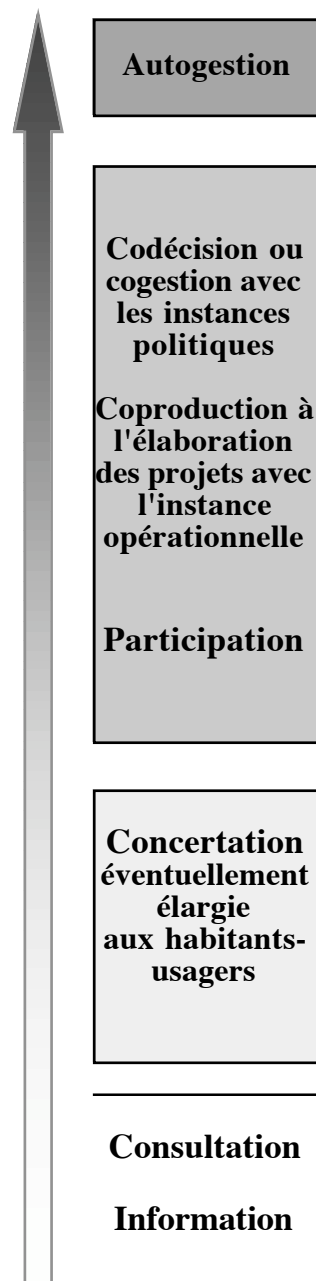 Autogestion
Codécision ou
cogestion avec
les instances
politiques
Coproduction à
l'élaboration
des projets avec
l'instance
opérationnelle
Participation
Concertation
éventuellement
élargie
aux habitants-
usagers
Consultation
Information